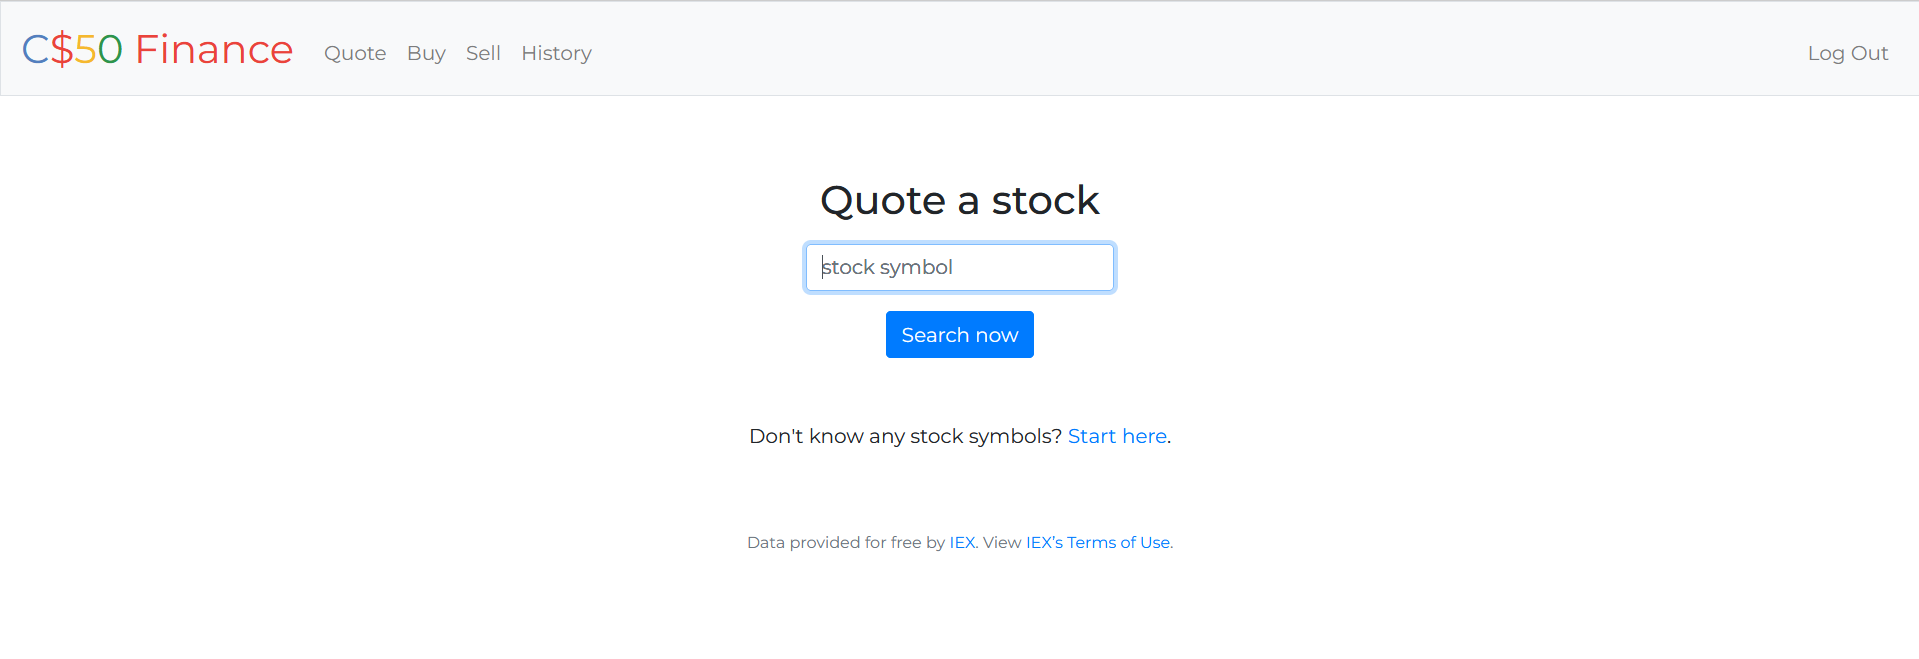 C$50 Finance Quote Buy Sell History Log Out
Quote a stock
stock symbol
Search now
Don't know any stock symbols? Start here.
Data provided for free by IEX. View IEX’s Terms of Use.